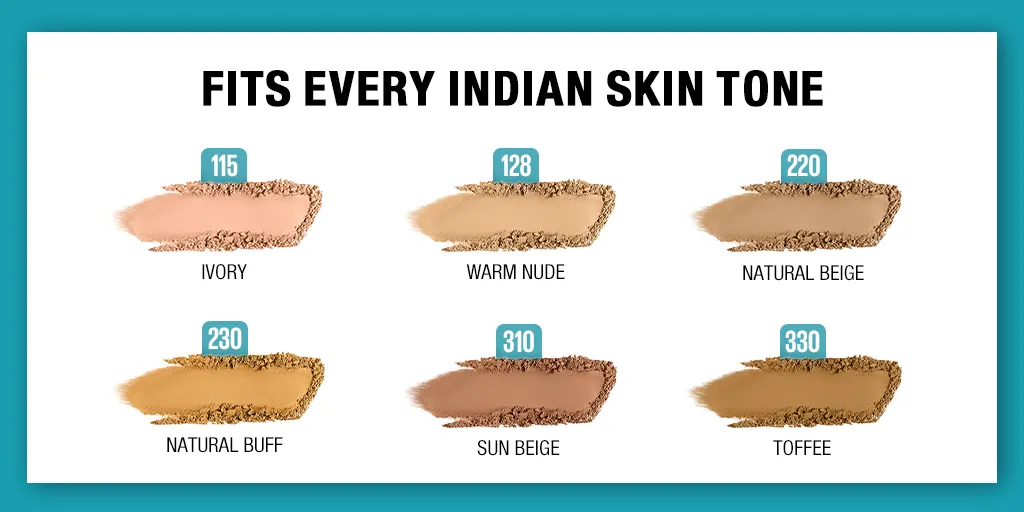 FITS EVERY INDIAN SKIN TONE
115
128
220
IVORY
WARM NUDE
NATURAL BEIGE
230
310
330
NATURAL BUFF
SUN BEIGE
TOFFEE